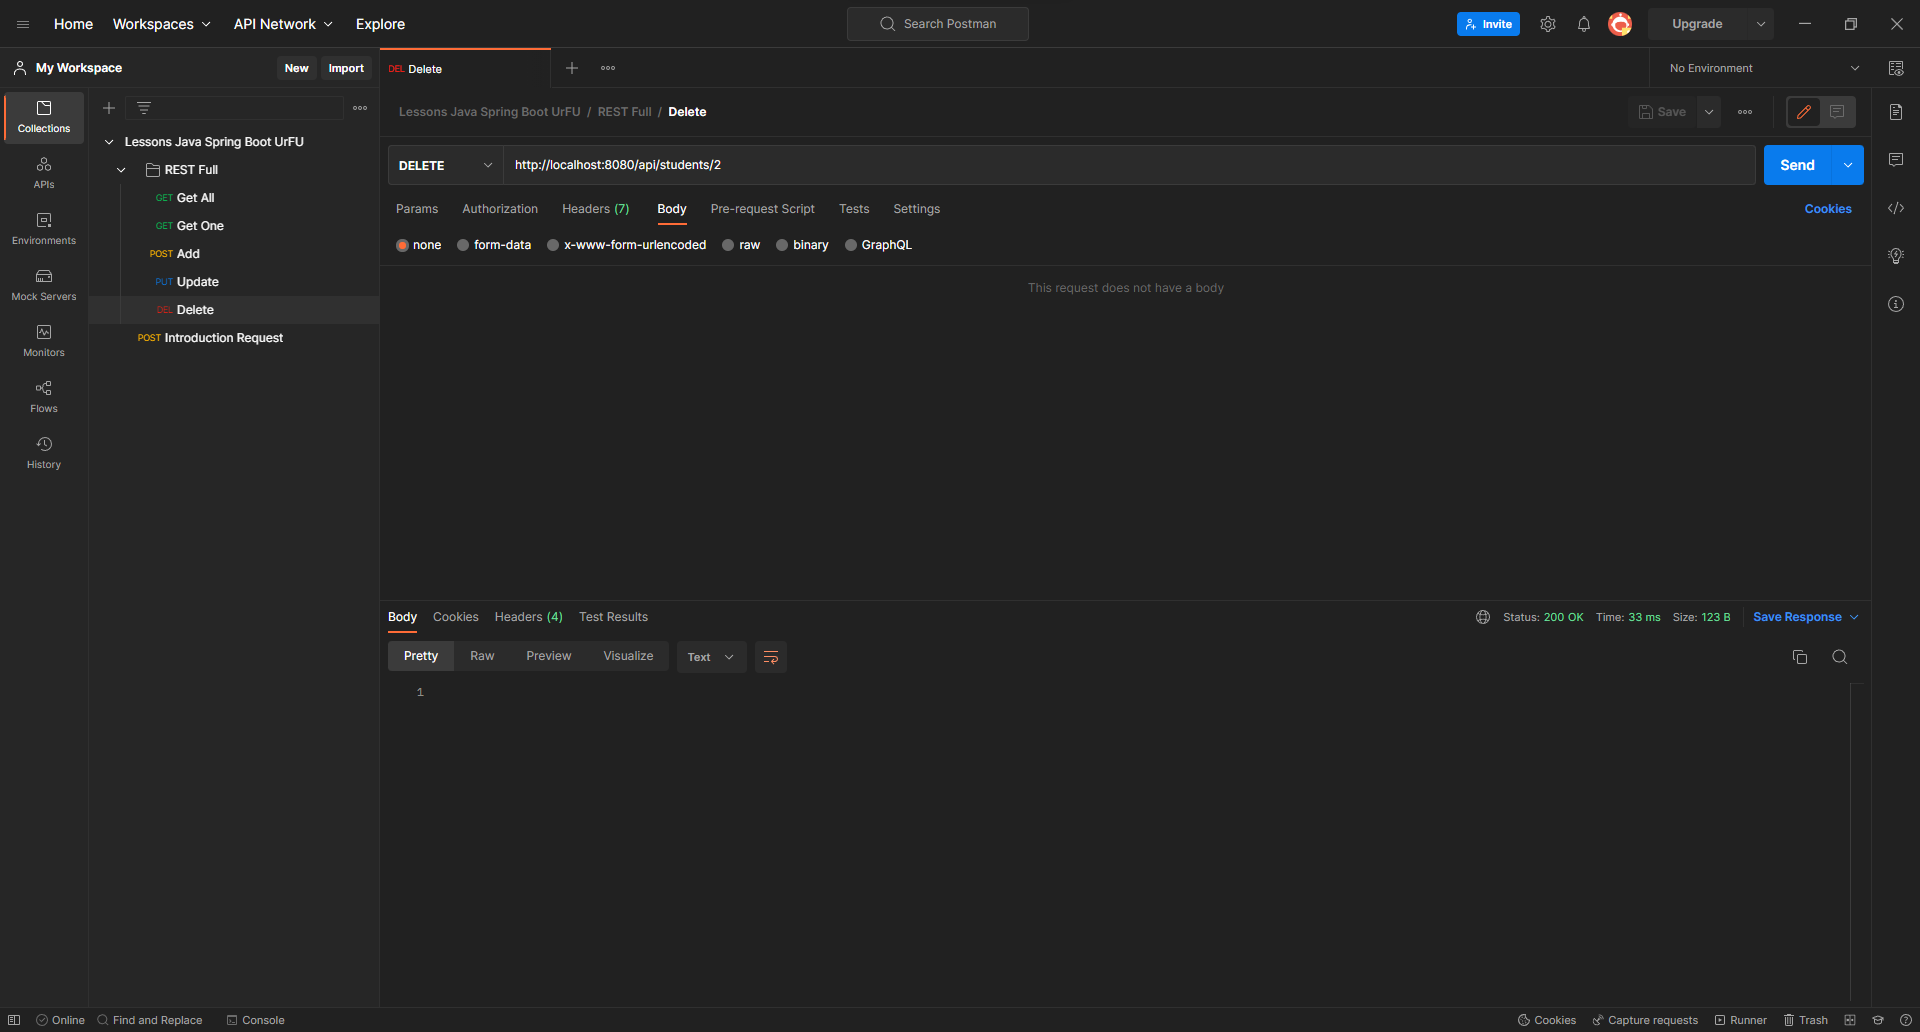 Home Workspaces API Network Explore Search Postman Invite Upgrade
My Workspace New Import DEL Delete No Environment
Lessons Java Spring Boot UrFU / REST Full / Delete Save
Collections
Lessons Java Spring Boot UrFU
REST Full
GET Get All
GET Get One
POST Add
PUT Update
DEL Delete
POST Introduction Request
APIs
Environments
Mock Servers
Monitors
Flows
History
DELETE http://localhost:8080/api/students/2 Send
Params Authorization Headers (7) Body Pre-request Script Tests Settings Cookies
none form-data x-www-form-urlencoded raw binary GraphQL
This request does not have a body
Body Cookies Headers (4) Test Results Status: 200 OK Time: 33 ms Size: 123 B Save Response
Pretty Raw Preview Visualize Text
1
Online Find and Replace Console Cookies Capture requests Runner Trash